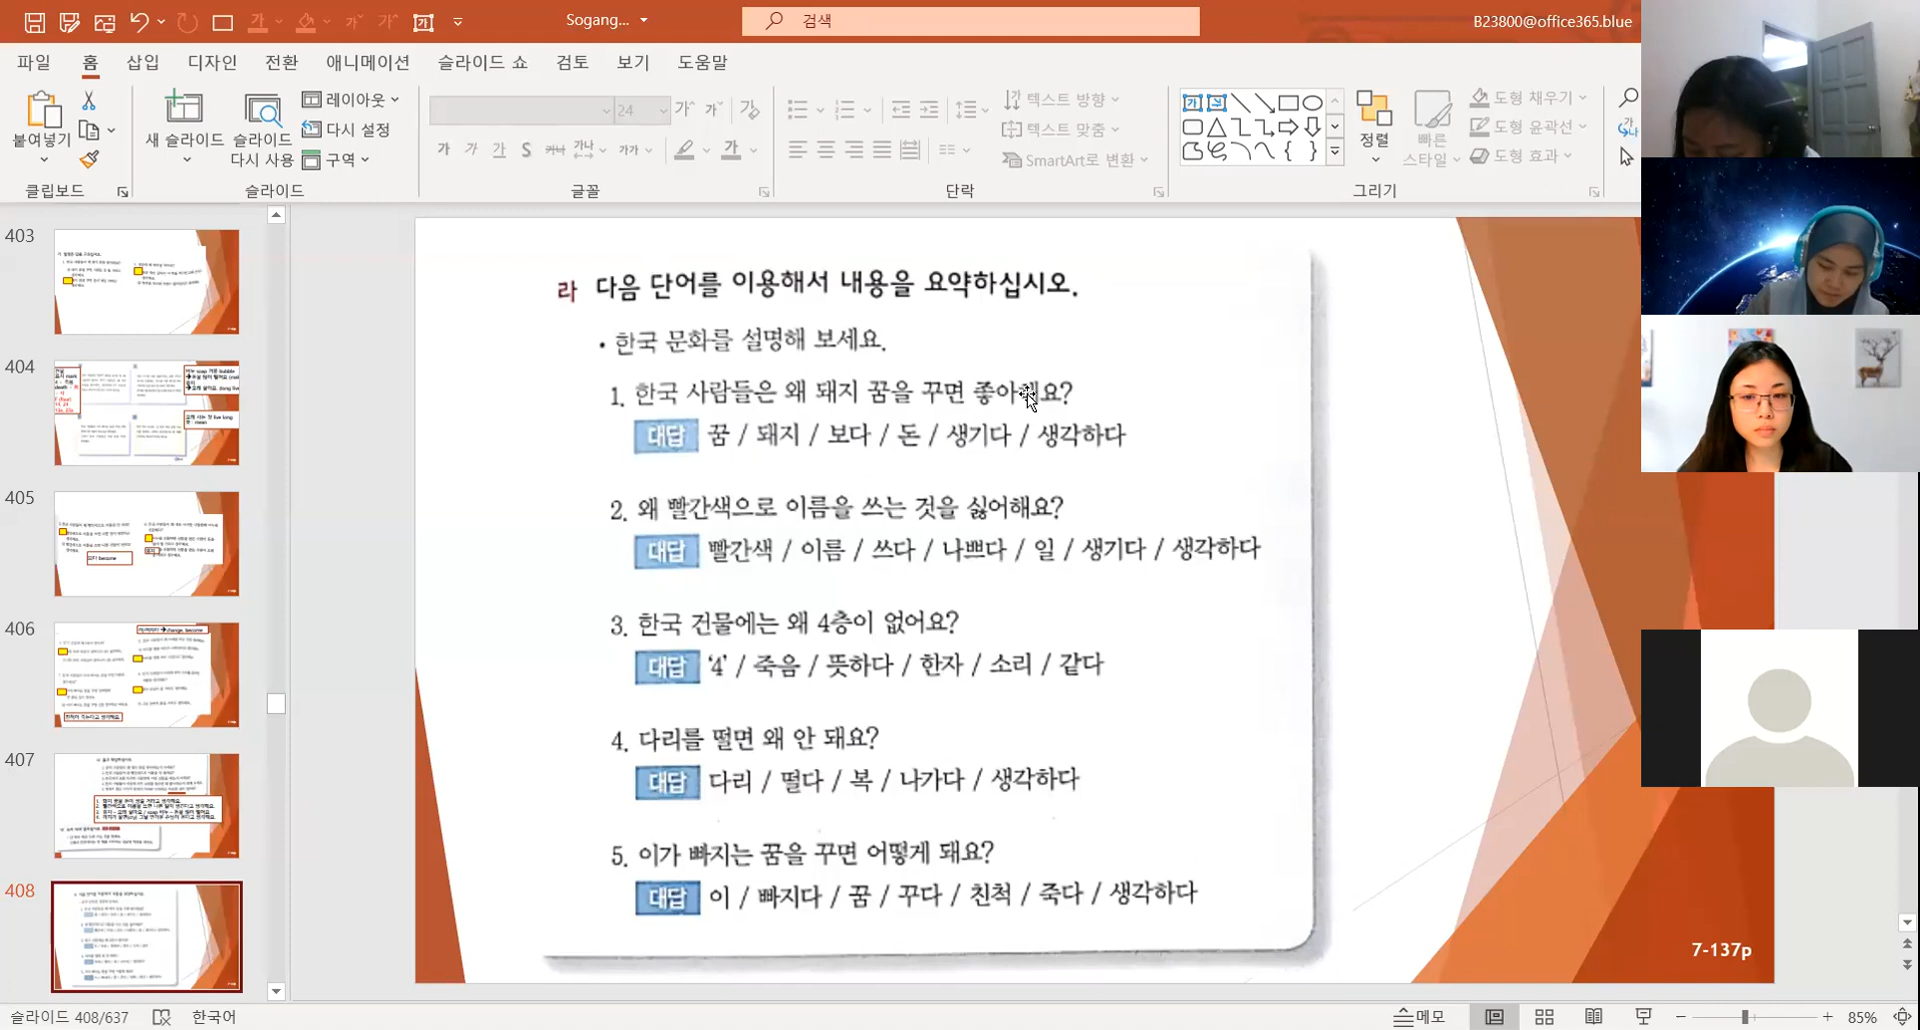 Sogang...
검색
B23800@office365.blue
파일
홈
삽입
디자인
전환
애니메이션
슬라이드 쇼
검토
보기
도움말
붙여넣기
새 슬라이드
슬라이드
다시 사용
레이아웃
다시 설정
구역
24
텍스트 방향
텍스트 맞춤
SmartArt로 변환
정렬
빠른
스타일
도형 채우기
도형 윤곽선
도형 효과
클립보드
슬라이드
글꼴
단락
그리기
403
404
405
406
407
408
라 다음 단어를 이용해서 내용을 요약하십시오.
• 한국 문화를 설명해 보세요.
1. 한국 사람들은 왜 돼지 꿈을 꾸면 좋아해요?
대답 꿈 / 돼지 / 보다 / 돈 / 생기다 / 생각하다
2. 왜 빨간색으로 이름을 쓰는 것을 싫어해요?
대답 빨간색 / 이름 / 쓰다 / 나쁘다 / 일 / 생기다 / 생각하다
3. 한국 건물에는 왜 4층이 없어요?
대답 '4' / 죽음 / 뜻하다 / 한자 / 소리 / 같다
4. 다리를 떨면 왜 안 돼요?
대답 다리 / 떨다 / 복 / 나가다 / 생각하다
5. 이가 빠지는 꿈을 꾸면 어떻게 돼요?
대답 이 / 빠지다 / 꿈 / 꾸다 / 친척 / 죽다 / 생각하다
7-137p
슬라이드 408/637
한국어
메모
85%